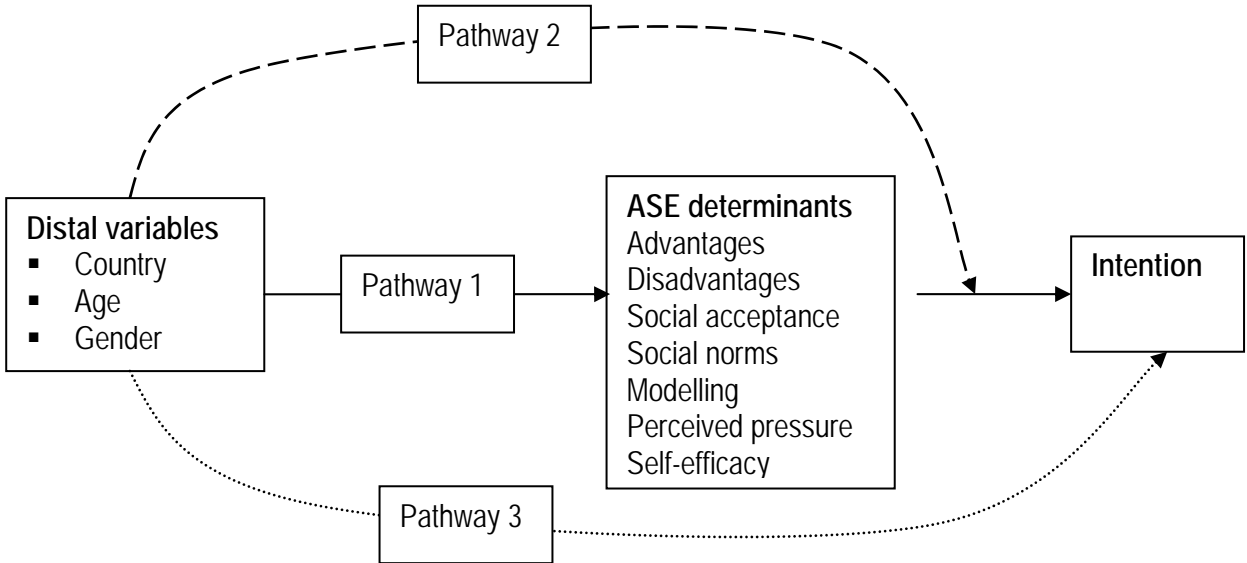 Pathway 2
Distal variables
▪ Country
▪ Age
▪ Gender
Pathway 1
ASE determinants
Advantages
Disadvantages
Social acceptance
Social norms
Modelling
Perceived pressure
Self-efficacy
Intention
Pathway 3